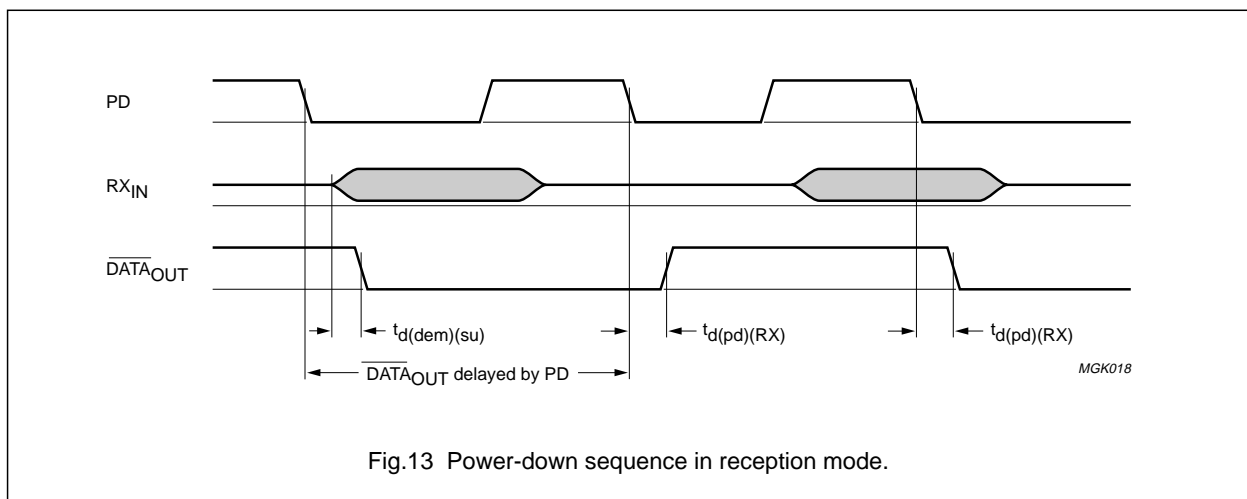 PD
RX_IN
DATA_OUT
t_d(dem)(su)
t_d(pd)(RX)
t_d(pd)(RX)
DATA_OUT delayed by PD
MGK018
Fig.13 Power-down sequence in reception mode.